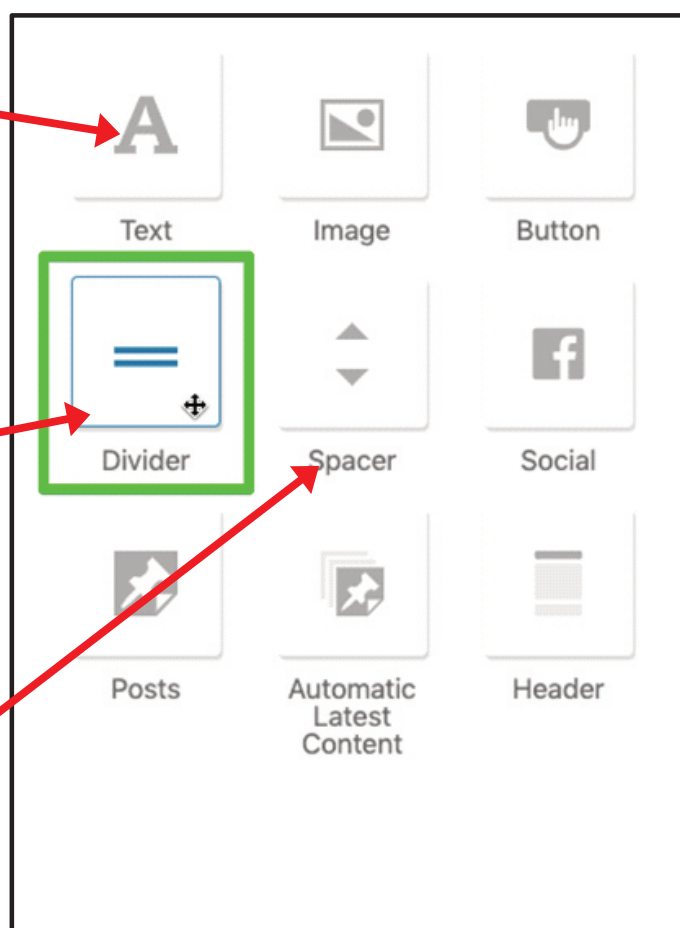 Text
Image
Button
Divider
Spacer
Social
Posts
Automatic
Latest
Content
Header